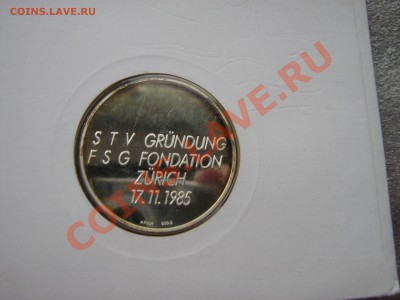 COINS.LAVE.RU
COINS.LAVE.RU
S T V GRÜNDUNG
F S G FONDATION
ZÜRICH
17.11.1985